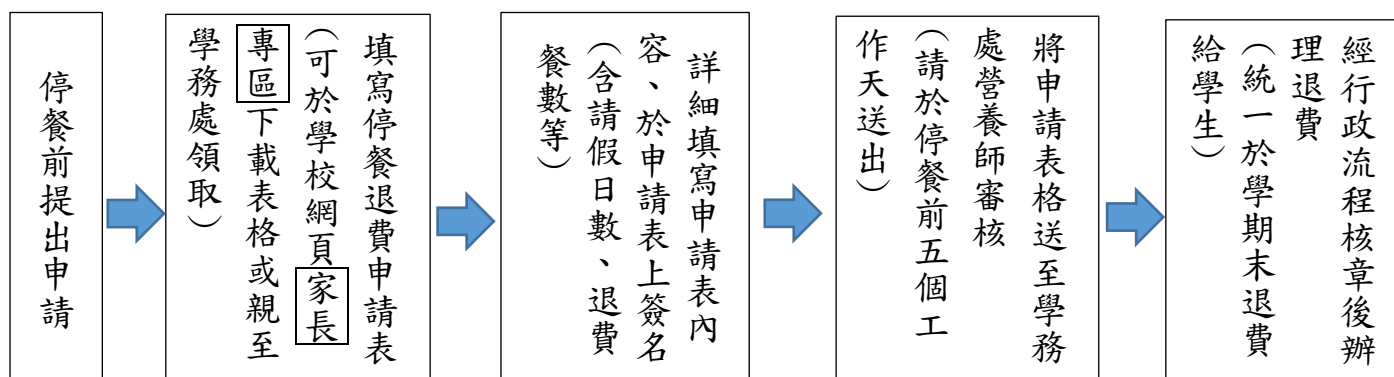 停餐前提出申請
填寫停餐退費申請表
（可於學校網頁家長
專區下載表格或親至
學務處領取）
詳細填寫申請表內
容、於申請表上簽名
（含請假日數、退費
餐數等）
將申請表格送至學務
處營養師審核
（請於停餐前五個工
作天送出）
經行政流程核章後辦
理退費
（統一於學期末退費
給學生）